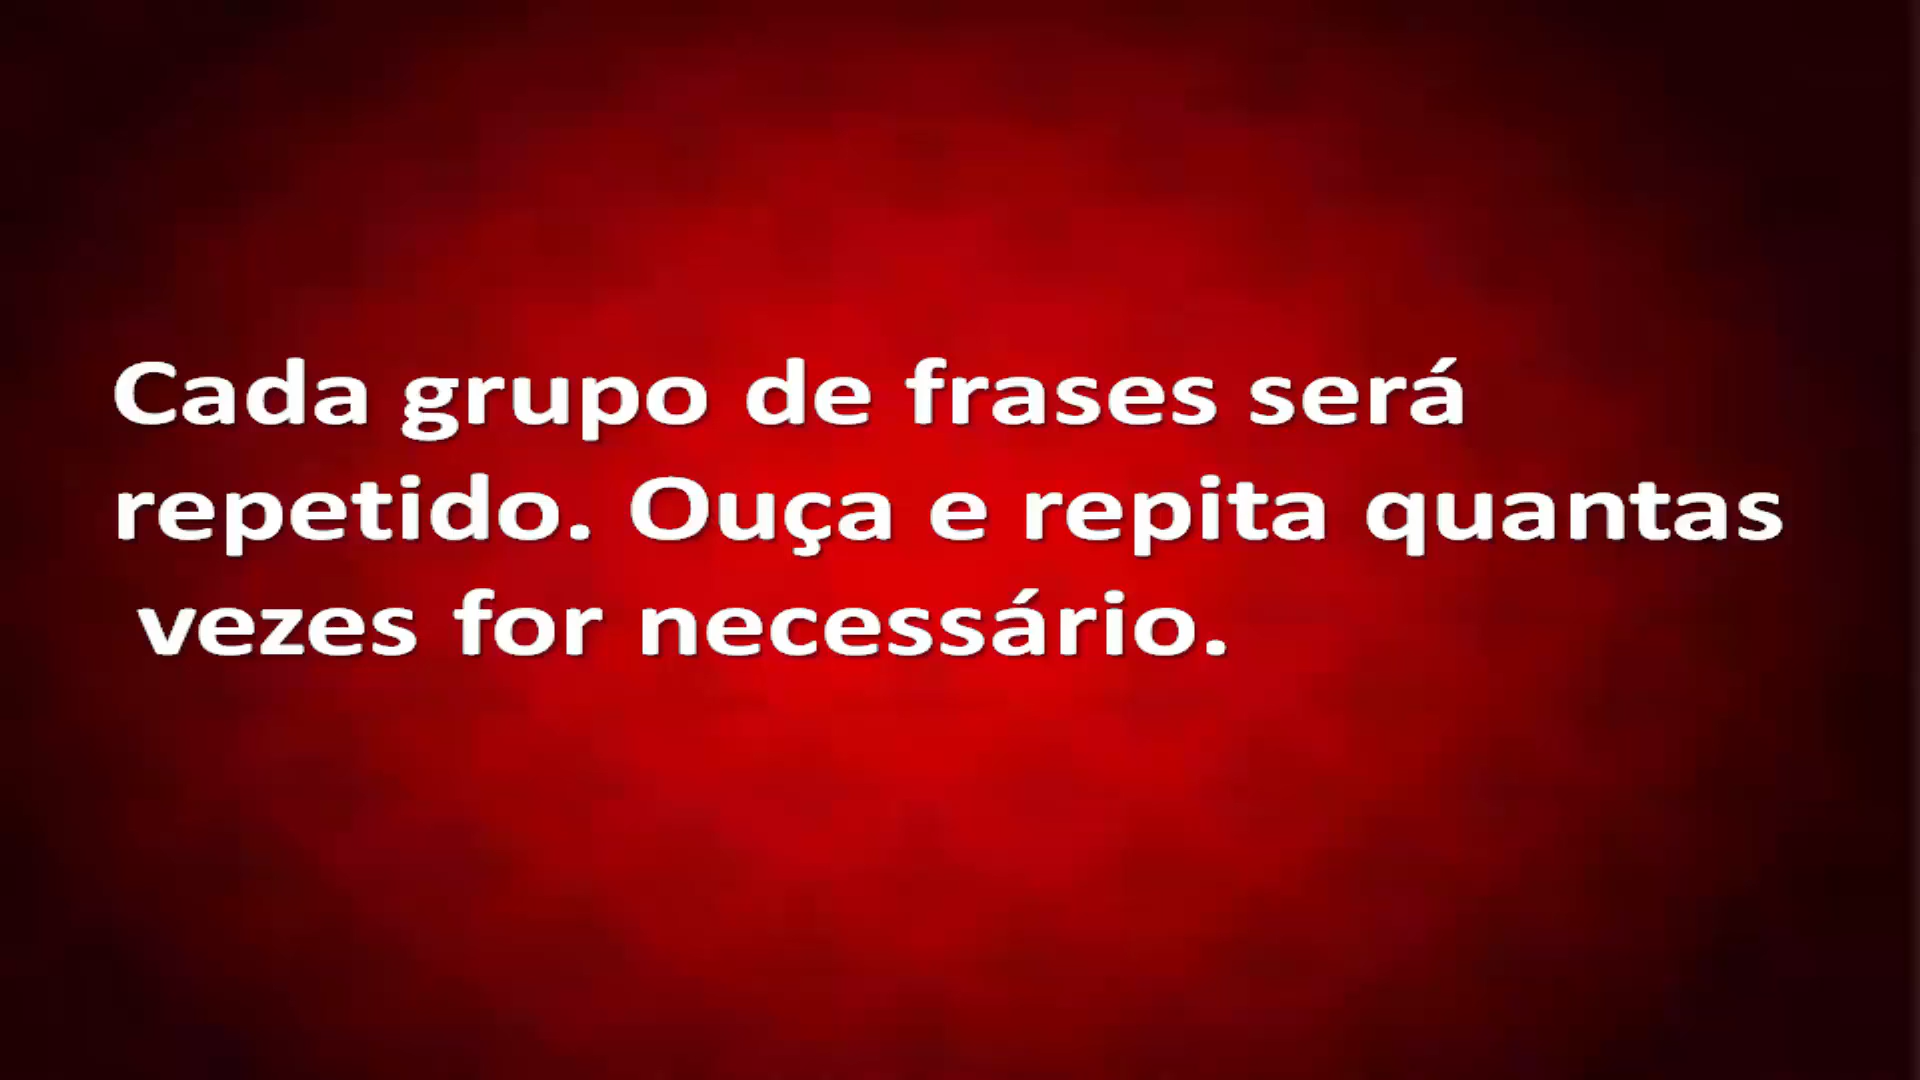 Cada grupo de frases será
repetido. Ouça e repita quantas
vezes for necessário.